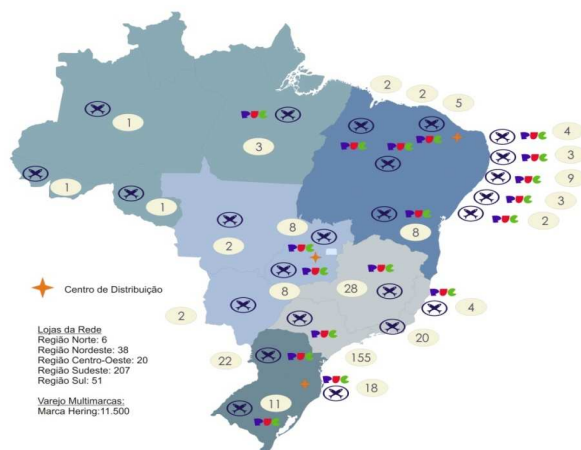 2
2
5
4
3
9
3
2
1
3
1
1
8
8
2
8
28
4
2
20
22
155
18
11
Centro de Distribuição
Lojas da Rede
Região Norte: 6
Região Nordeste: 38
Região Centro-Oeste: 20
Região Sudeste: 207
Região Sul: 51
Varejo Multimarcas:
Marca Hering:11.500